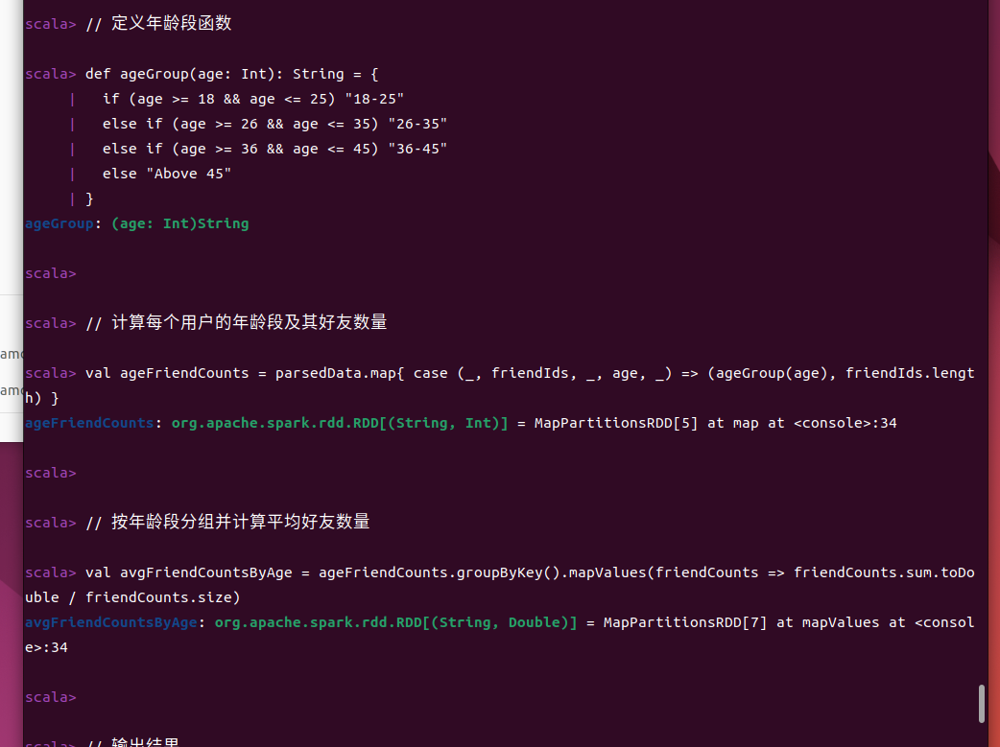 scala> // 定义年龄段函数
scala> def ageGroup(age: Int): String = {
     |   if (age >= 18 && age <= 25) "18-25"
     |   else if (age >= 26 && age <= 35) "26-35"
     |   else if (age >= 36 && age <= 45) "36-45"
     |   else "Above 45"
     | }
ageGroup: (age: Int)String
scala>
scala> // 计算每个用户的年龄段及其好友数量
scala> val ageFriendCounts = parsedData.map{ case (_, friendIds, _, age, _) => (ageGroup(age), friendIds.lengt
h) }
ageFriendCounts: org.apache.spark.rdd.RDD[(String, Int)] = MapPartitionsRDD[5] at map at <console>:34
scala>
scala> // 按年龄段分组并计算平均好友数量
scala> val avgFriendCountsByAge = ageFriendCounts.groupByKey().mapValues(friendCounts => friendCounts.sum.toDo
uble / friendCounts.size)
avgFriendCountsByAge: org.apache.spark.rdd.RDD[(String, Double)] = MapPartitionsRDD[7] at mapValues at <consol
e>:34
scala>
scala> // 输出结果